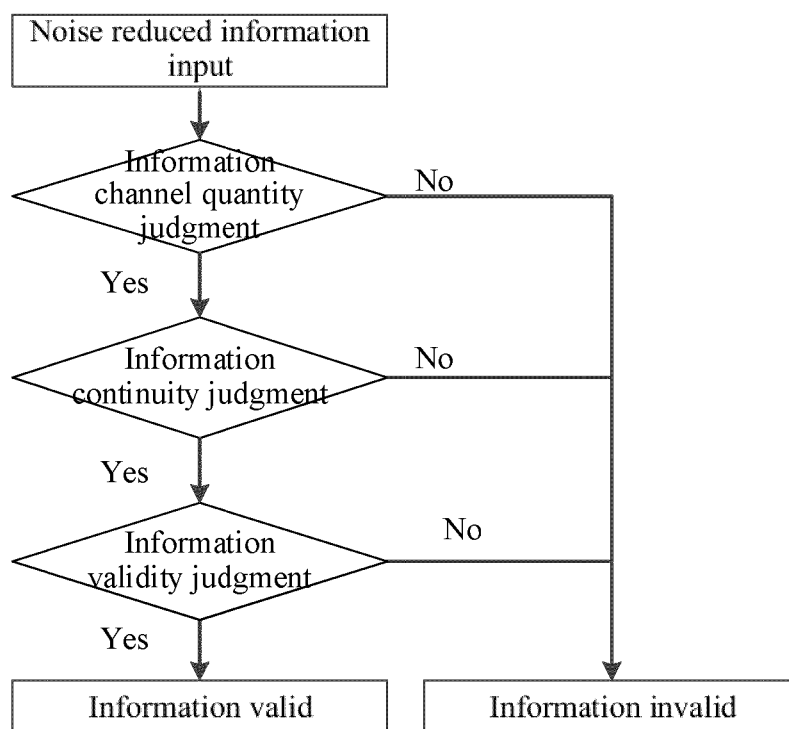 Noise reduced information
input
Information
channel quantity
judgment
No
Yes
Information
continuity judgment
No
Yes
Information
validity judgment
No
Yes
Information valid
Information invalid